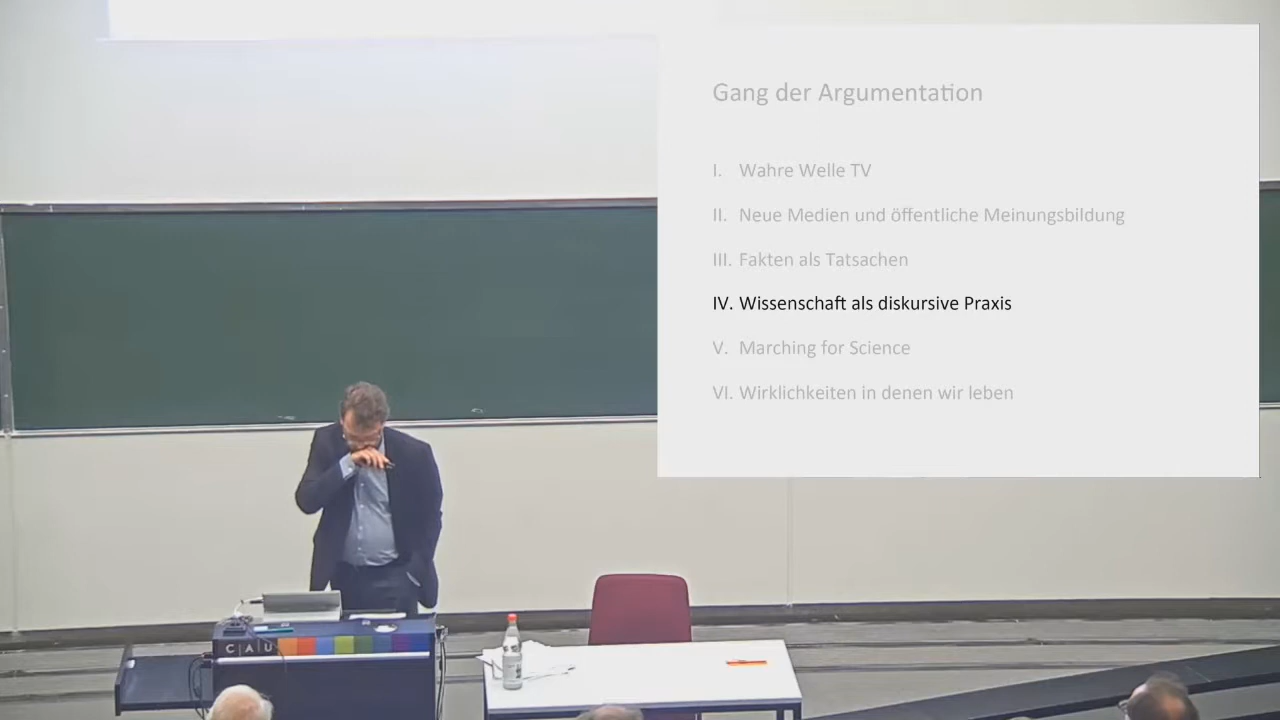 Gang der Argumentation
I. Wahre Welle TV
II. Neue Medien und öffentliche Meinungsbildung
III. Fakten als Tatsachen
IV. Wissenschaft als diskursive Praxis
V. Marching for Science
VI. Wirklichkeiten in denen wir leben
C|A|U